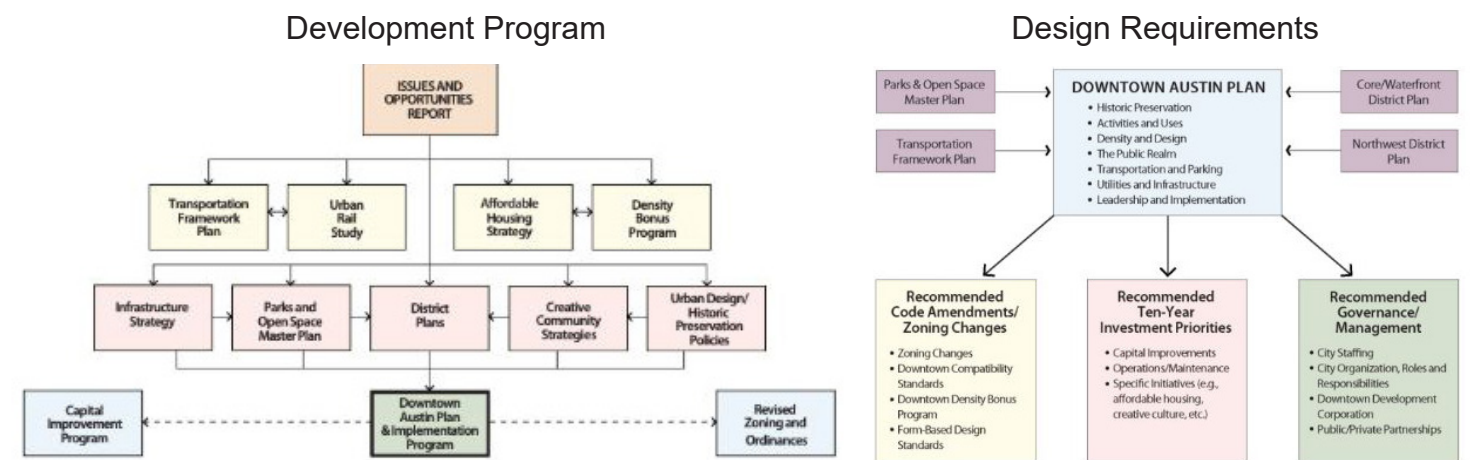 Development Program
ISSUES AND
OPPORTUNITIES
REPORT
Transportation
Framework
Plan
Urban
Rail
Study
Affordable
Housing
Strategy
Density
Bonus
Program
Infrastructure
Strategy
Parks and
Open Space
Master Plan
District
Plans
Creative
Community
Strategies
Urban Design/
Historic
Preservation
Policies
Capital
Improvement
Program
Downtown
Austin Plan
& Implementation
Program
Revised
Zoning and
Ordinances
Design Requirements
Parks & Open Space
Master Plan
Transportation
Framework Plan
DOWNTOWN AUSTIN PLAN
• Historic Preservation
• Activities and Uses
• Density and Design
• The Public Realm
• Transportation and Parking
• Utilities and Infrastructure
• Leadership and Implementation
Core/Waterfront
District Plan
Northwest District
Plan
Recommended
Code Amendments/
Zoning Changes
• Zoning Changes
• Downtown Compatibility
Standards
• Downtown Density Bonus
Program
• Form-Based Design
Standards
Recommended
Ten-Year
Investment Priorities
• Capital Improvements
• Operations/Maintenance
• Specific Initiatives (e.g.,
affordable housing,
creative culture, etc.)
Recommended
Governance/
Management
• City Staffing
• City Organization, Roles and
Responsibilities
• Downtown Development
Corporation
• Public/Private Partnerships